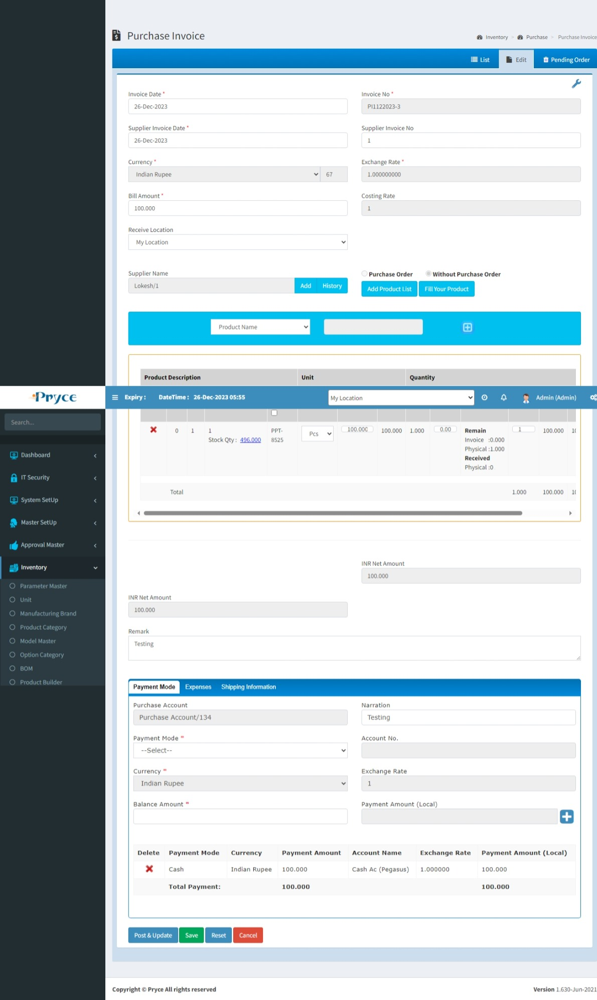 Purchase Invoice
Inventory > Purchase > Purchase Invoice
List Edit Pending Order
Invoice Date * Invoice No *
26-Dec-2023 PI1122023-3
Supplier Invoice Date * Supplier Invoice No
26-Dec-2023 1
Currency * Exchange Rate *
Indian Rupee 67 1.000000000
Bill Amount * Costing Rate
100.000 1
Receive Location
My Location
Supplier Name Purchase Order Without Purchase Order
Lokesh/1 Add History Add Product List Fill Your Product
Product Name
Product Description Unit Quantity
Pryce Expiry : DateTime : 26-Dec-2023 05:55 My Location Admin (Admin)
Search...
0 1 1 PPT- Pcs 100.000 100.000 1.000 0.00 Remain 1 100.000 10
Stock Qty : 496.000 8525 Invoice :0.000
Physical :1.000
Received
Physical :0
Total 1.000 100.000 10
Dashboard
IT Security
System SetUp
Master SetUp
Approval Master
Inventory
Parameter Master
Unit
Manufacturing Brand
Product Category
Model Master
Option Category
BOM
Product Builder
INR Net Amount
100.000
INR Net Amount
100.000
Remark
Testing
Payment Mode Expenses Shipping Information
Purchase Account Narration
Purchase Account/134 Testing
Payment Mode * Account No.
--Select--
Currency * Exchange Rate
Indian Rupee 1
Balance Amount * Payment Amount (Local)
Delete Payment Mode Currency Payment Amount Account Name Exchange Rate Payment Amount (Local)
Cash Indian Rupee 100.000 Cash Ac (Pegasus) 1.000000 100.000
Total Payment: 100.000 100.000
Post & Update Save Reset Cancel
Copyright © Pryce All rights reserved Version 1.630-Jun-2021